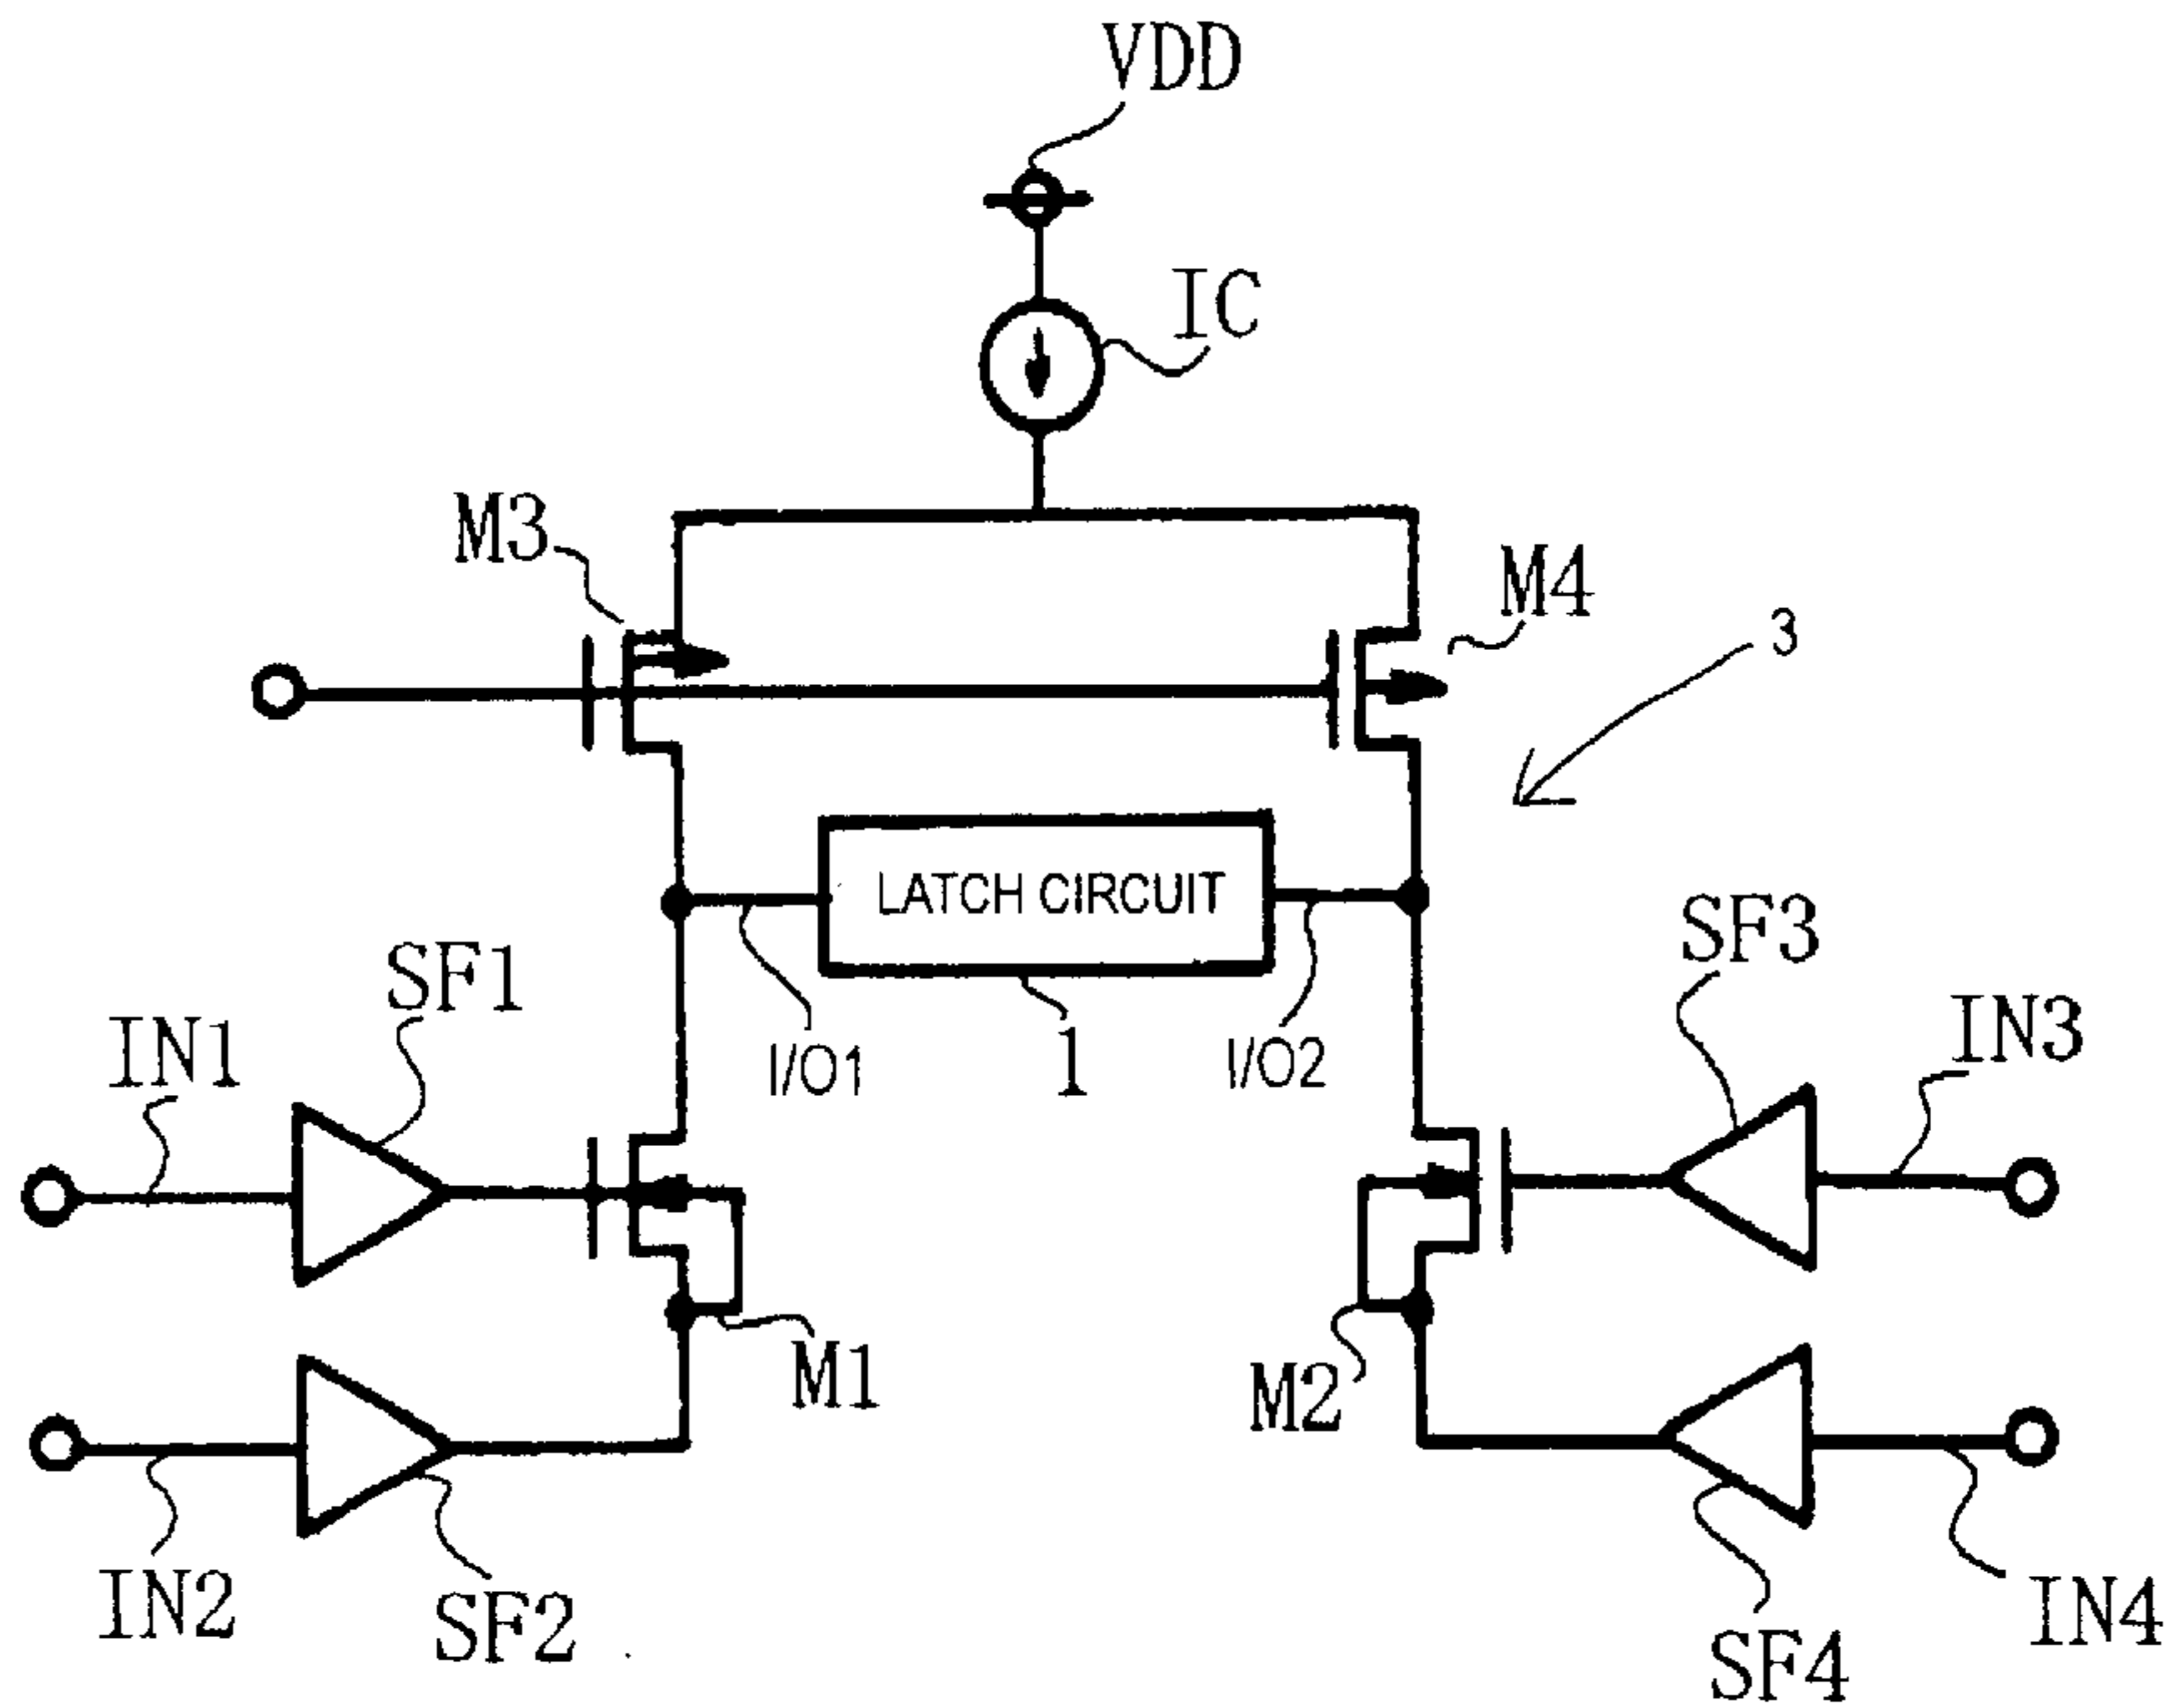 VDD
IC
M3
M4
3
LATCH CIRCUIT
SF1
SF3
IN1
I/O1
1
I/O2
IN3
M1
M2
IN2
SF2
IN4
SF4